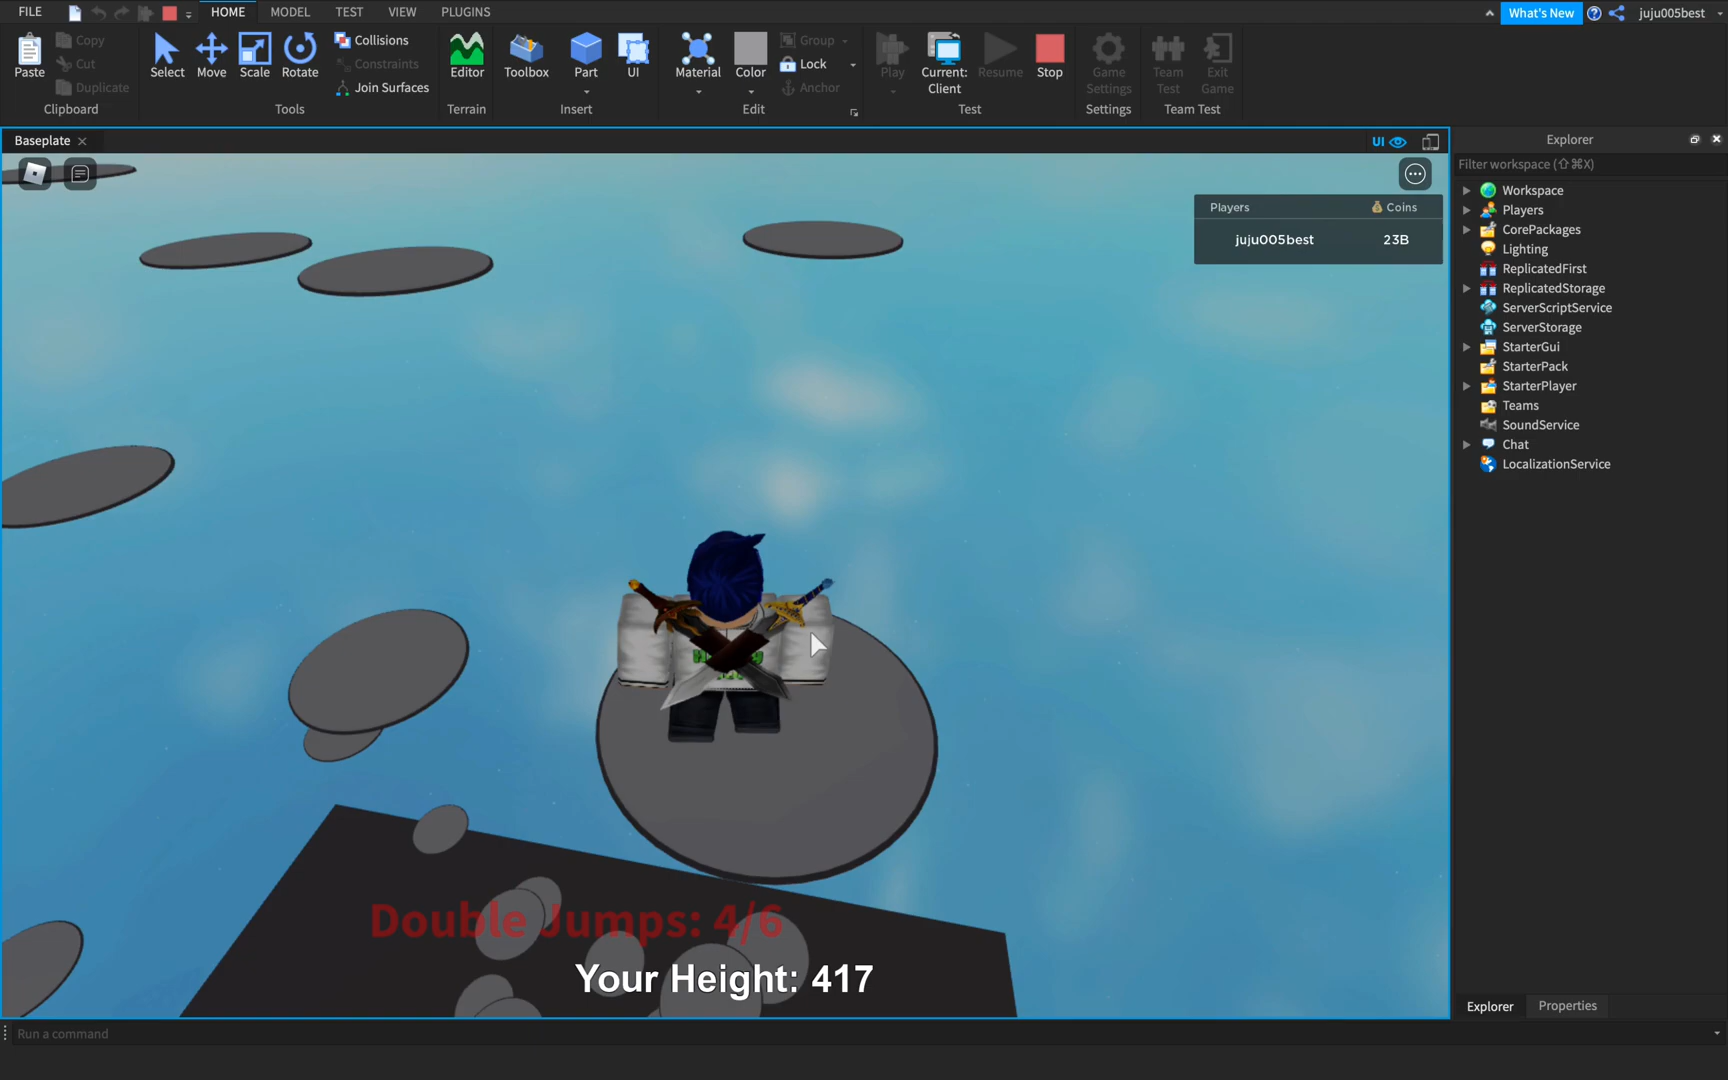 FILE HOME MODEL TEST VIEW PLUGINS What's New juju005best
Paste Copy Cut Duplicate Clipboard
Select Move Scale Rotate Collisions Constraints Join Surfaces Tools
Editor Terrain
Toolbox Part UI Insert
Material Color Group Lock Anchor Edit
Play Current: Client Resume Stop Test
Game Settings Settings
Team Test Exit Game Team Test
Baseplate
UI
Explorer
Filter workspace (⇧⌘X)
Workspace
Players
CorePackages
Lighting
ReplicatedFirst
ReplicatedStorage
ServerScriptService
ServerStorage
StarterGui
StarterPack
StarterPlayer
Teams
SoundService
Chat
LocalizationService
Players Coins
juju005best 23B
Double Jumps: 4/6
Your Height: 417
Explorer Properties
Run a command